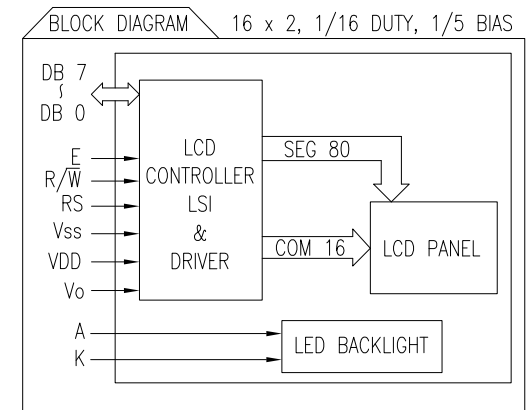 BLOCK DIAGRAM 16 x 2, 1/16 DUTY, 1/5 BIAS
DB 7
~
DB 0
E
R/W̅
RS
Vss
VDD
Vo
A
K
LCD
CONTROLLER
LSI
&
DRIVER
SEG 80
COM 16
LCD PANEL
LED BACKLIGHT